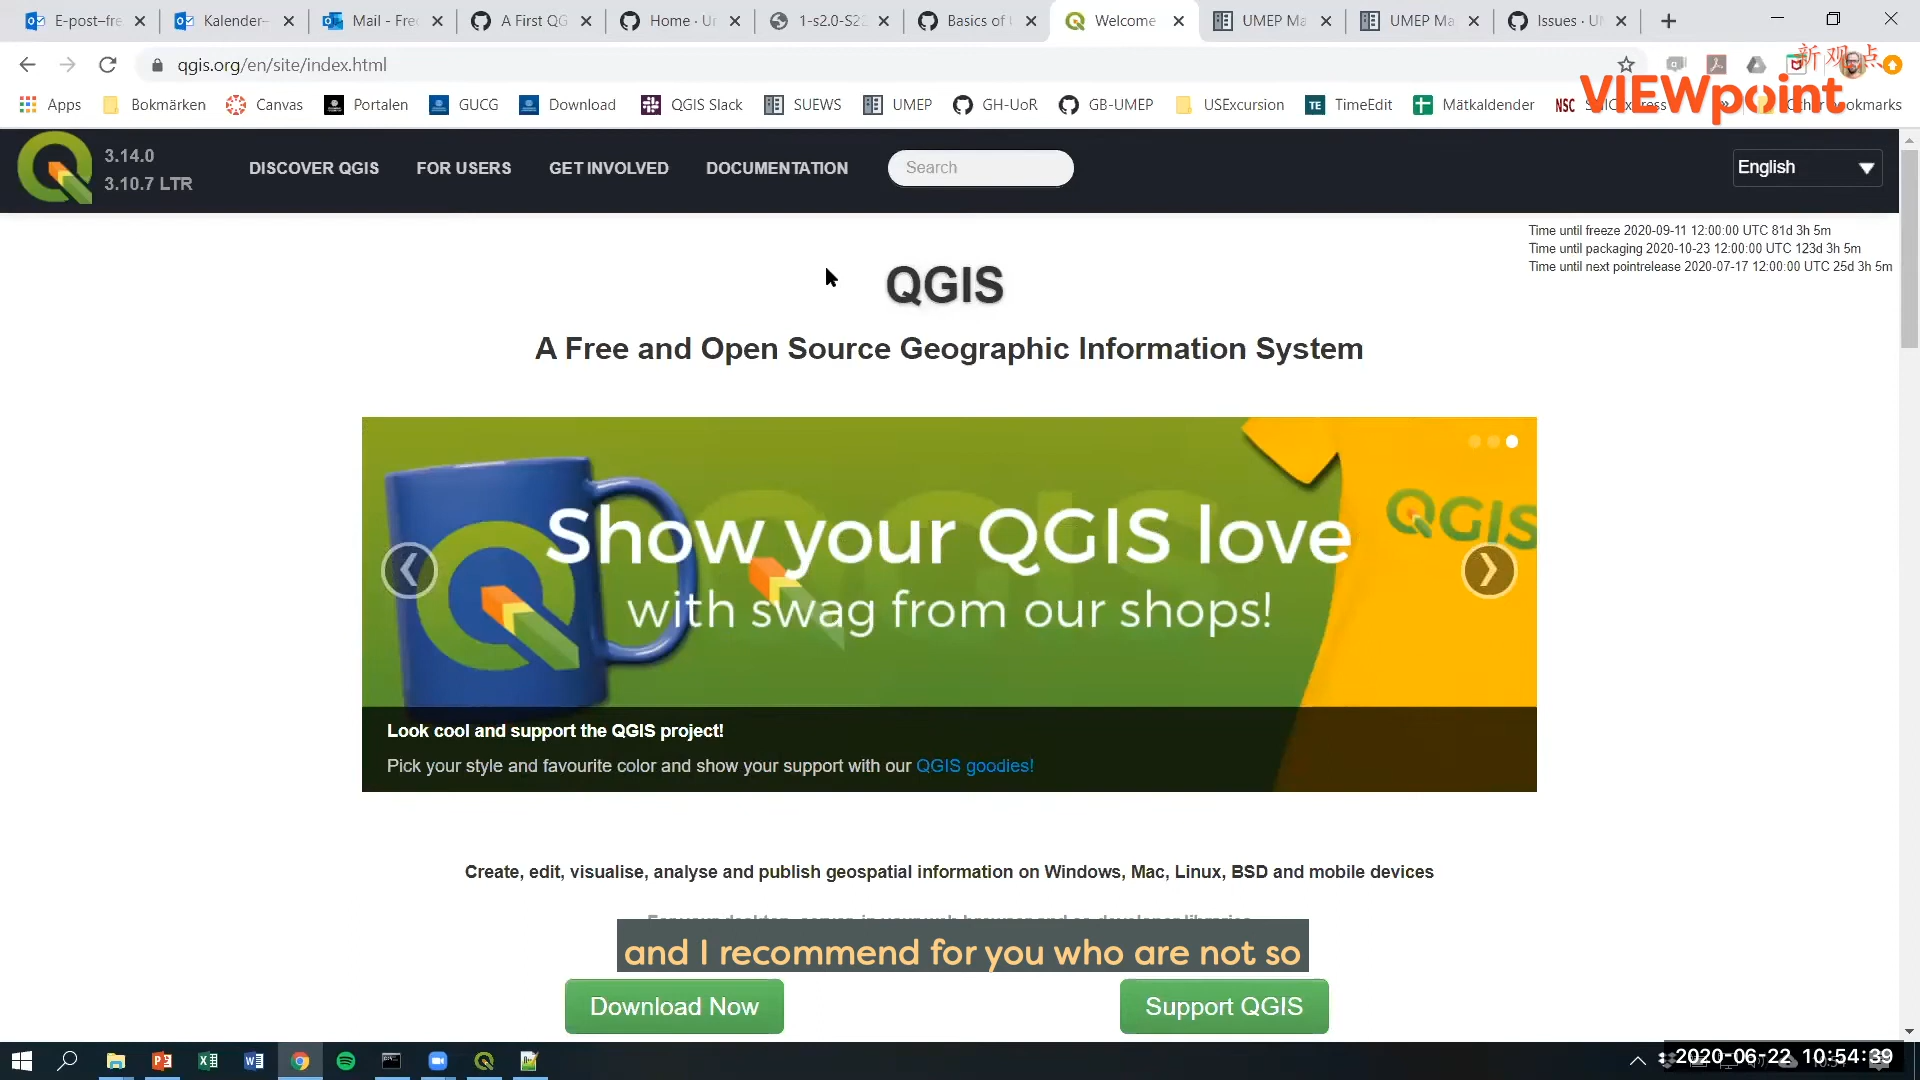 E-post–fre
Kalender–
Mail - Fred
A First QG
Home · Un
1-s2.0-S22
Basics of
Welcome
UMEP Ma
UMEP Ma
Issues · UM
qgis.org/en/site/index.html
新观点
VIEWpoint
Apps
Bokmärken
Canvas
Portalen
GUCG
Download
QGIS Slack
SUEWS
UMEP
GH-UoR
GB-UMEP
USExcursion
TE TimeEdit
Mätkaldender
NSC
bookmarks
3.14.0
3.10.7 LTR
DISCOVER QGIS
FOR USERS
GET INVOLVED
DOCUMENTATION
Search
English
Time until freeze 2020-09-11 12:00:00 UTC 81d 3h 5m
Time until packaging 2020-10-23 12:00:00 UTC 123d 3h 5m
Time until next pointrelease 2020-07-17 12:00:00 UTC 25d 3h 5m
QGIS
A Free and Open Source Geographic Information System
QGIS
Show your QGIS love
with swag from our shops!
Look cool and support the QGIS project!
Pick your style and favourite color and show your support with our QGIS goodies!
Create, edit, visualise, analyse and publish geospatial information on Windows, Mac, Linux, BSD and mobile devices
and I recommend for you who are not so
Download Now
Support QGIS
2020-06-22 10:54:39